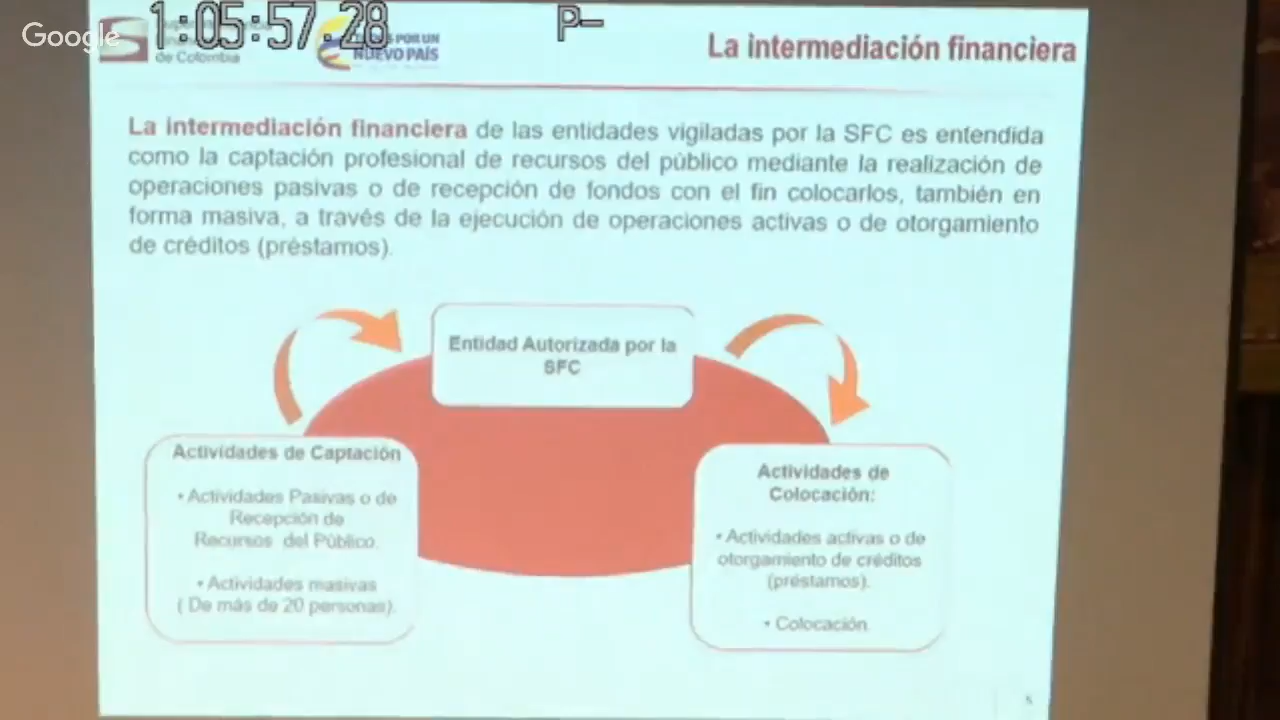 Google
1:05:57.28
P-
de Colombia
POR UN
NUEVO PAÍS
La intermediación financiera
La intermediación financiera de las entidades vigiladas por la SFC es entendida
como la captación profesional de recursos del público mediante la realización de
operaciones pasivas o de recepción de fondos con el fin colocarlos, también en
forma masiva, a través de la ejecución de operaciones activas o de otorgamiento
de créditos (préstamos).
Entidad Autorizada por la
SFC
Actividades de Captación
• Actividades Pasivas o de
Recepción de
Recursos del Público.
• Actividades masivas
( De más de 20 personas).
Actividades de
Colocación:
• Actividades activas o de
otorgamiento de créditos
(préstamos).
• Colocación